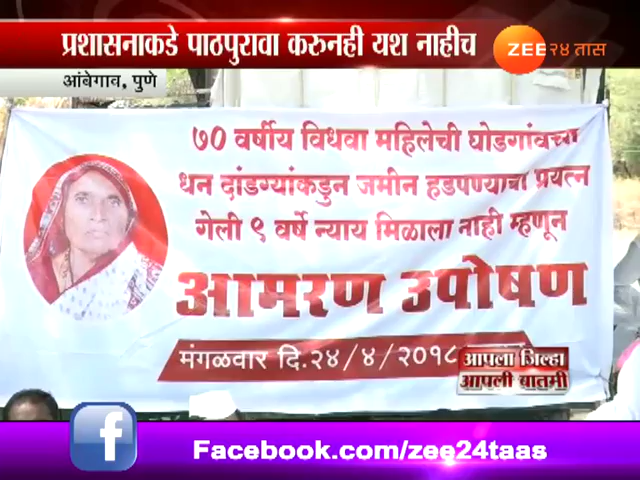 प्रशासनाकडे पाठपुरावा करुनही यश नाहीच
ZEE २४ तास
आंबेगाव, पुणे
७० वर्षीय विधवा महिलेची घोडगांवच्या
धन दांडग्यांकडुन जमीन हडपण्याचा प्रयत्न
गेली ९ वर्षे न्याय मिळाला नाही म्हणून
आमरण उपोषण
मंगळवार दि.२४/४/२०१८
आपला जिल्हा
आपली बातमी
f
Facebook.com/zee24taas